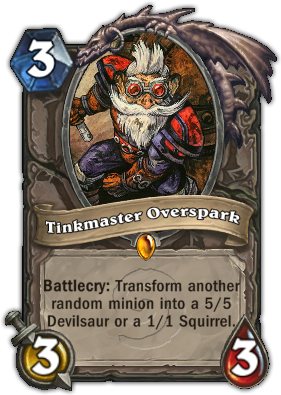 3
Tinkmaster Overspark
Battlecry: Transform another
random minion into a 5/5
Devilsaur or a 1/1 Squirrel.
3
3